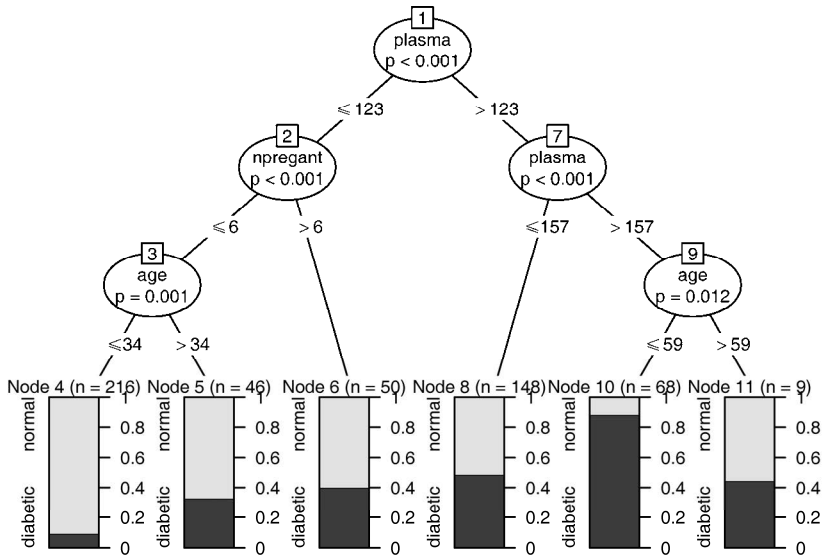 1
plasma
p < 0.001
⩽ 123
> 123
2
npregant
p < 0.001
7
plasma
p < 0.001
⩽6
> 6
⩽157
> 157
3
age
p = 0.001
9
age
p = 0.012
⩽34
> 34
⩽ 59
> 59
Node 4 (n = 216)
Node 5 (n = 46)
Node 6 (n = 50)
Node 8 (n = 148)
Node 10 (n = 68)
Node 11 (n = 9)
normal
diabetic
1
0.8
0.6
0.4
0.2
0
normal
diabetic
1
0.8
0.6
0.4
0.2
0
normal
diabetic
1
0.8
0.6
0.4
0.2
0
normal
diabetic
1
0.8
0.6
0.4
0.2
0
normal
diabetic
1
0.8
0.6
0.4
0.2
0
normal
diabetic
1
0.8
0.6
0.4
0.2
0